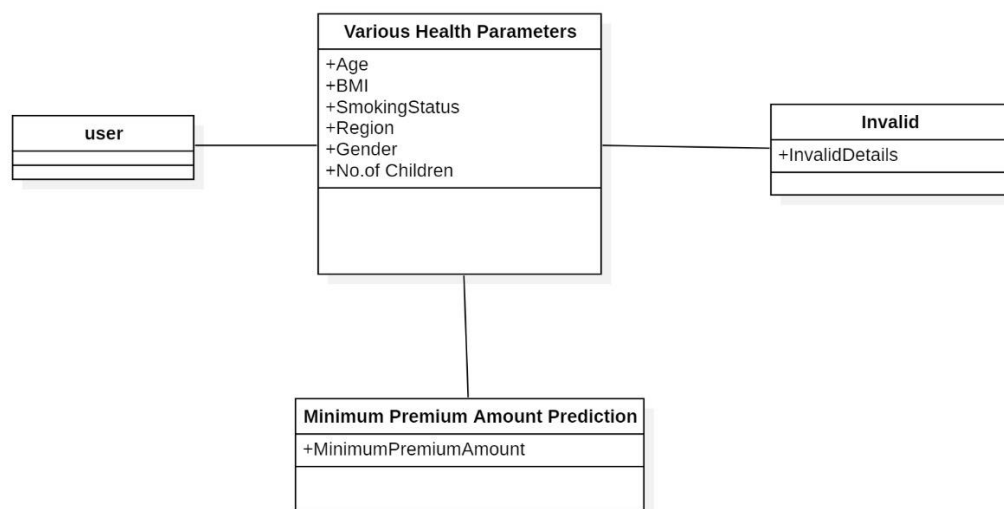 Various Health Parameters
+Age
+BMI
+SmokingStatus
+Region
+Gender
+No.of Children
user
Invalid
+InvalidDetails
Minimum Premium Amount Prediction
+MinimumPremiumAmount